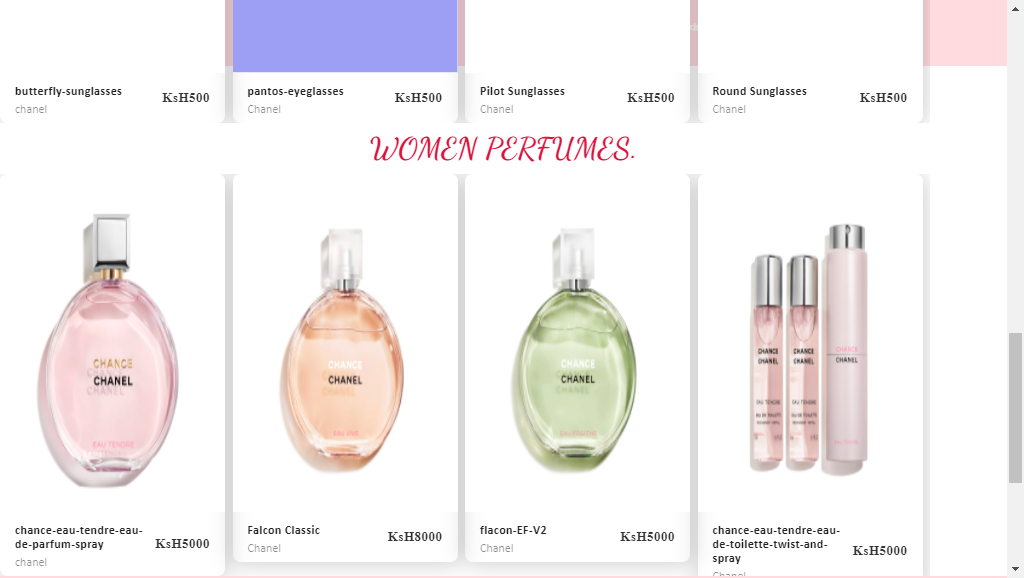 butterfly-sunglasses
chanel
KsH500
pantos-eyeglasses
Chanel
KsH500
Pilot Sunglasses
Chanel
KsH500
Round Sunglasses
Chanel
KsH500
WOMEN PERFUMES.
CHANCE
CHANEL
EAU TENDRE
CHANCE
CHANEL
EAU VIVE
CHANCE
CHANEL
CHANCE
CHANEL
EAU TENDRE
CHANCE
CHANEL
EAU TENDRE
CHANCE
CHANEL
chance-eau-tendre-eau-
de-parfum-spray
chanel
KsH5000
Falcon Classic
Chanel
KsH8000
flacon-EF-V2
Chanel
KsH5000
chance-eau-tendre-eau-
de-toilette-twist-and-
spray
Chanel
KsH5000